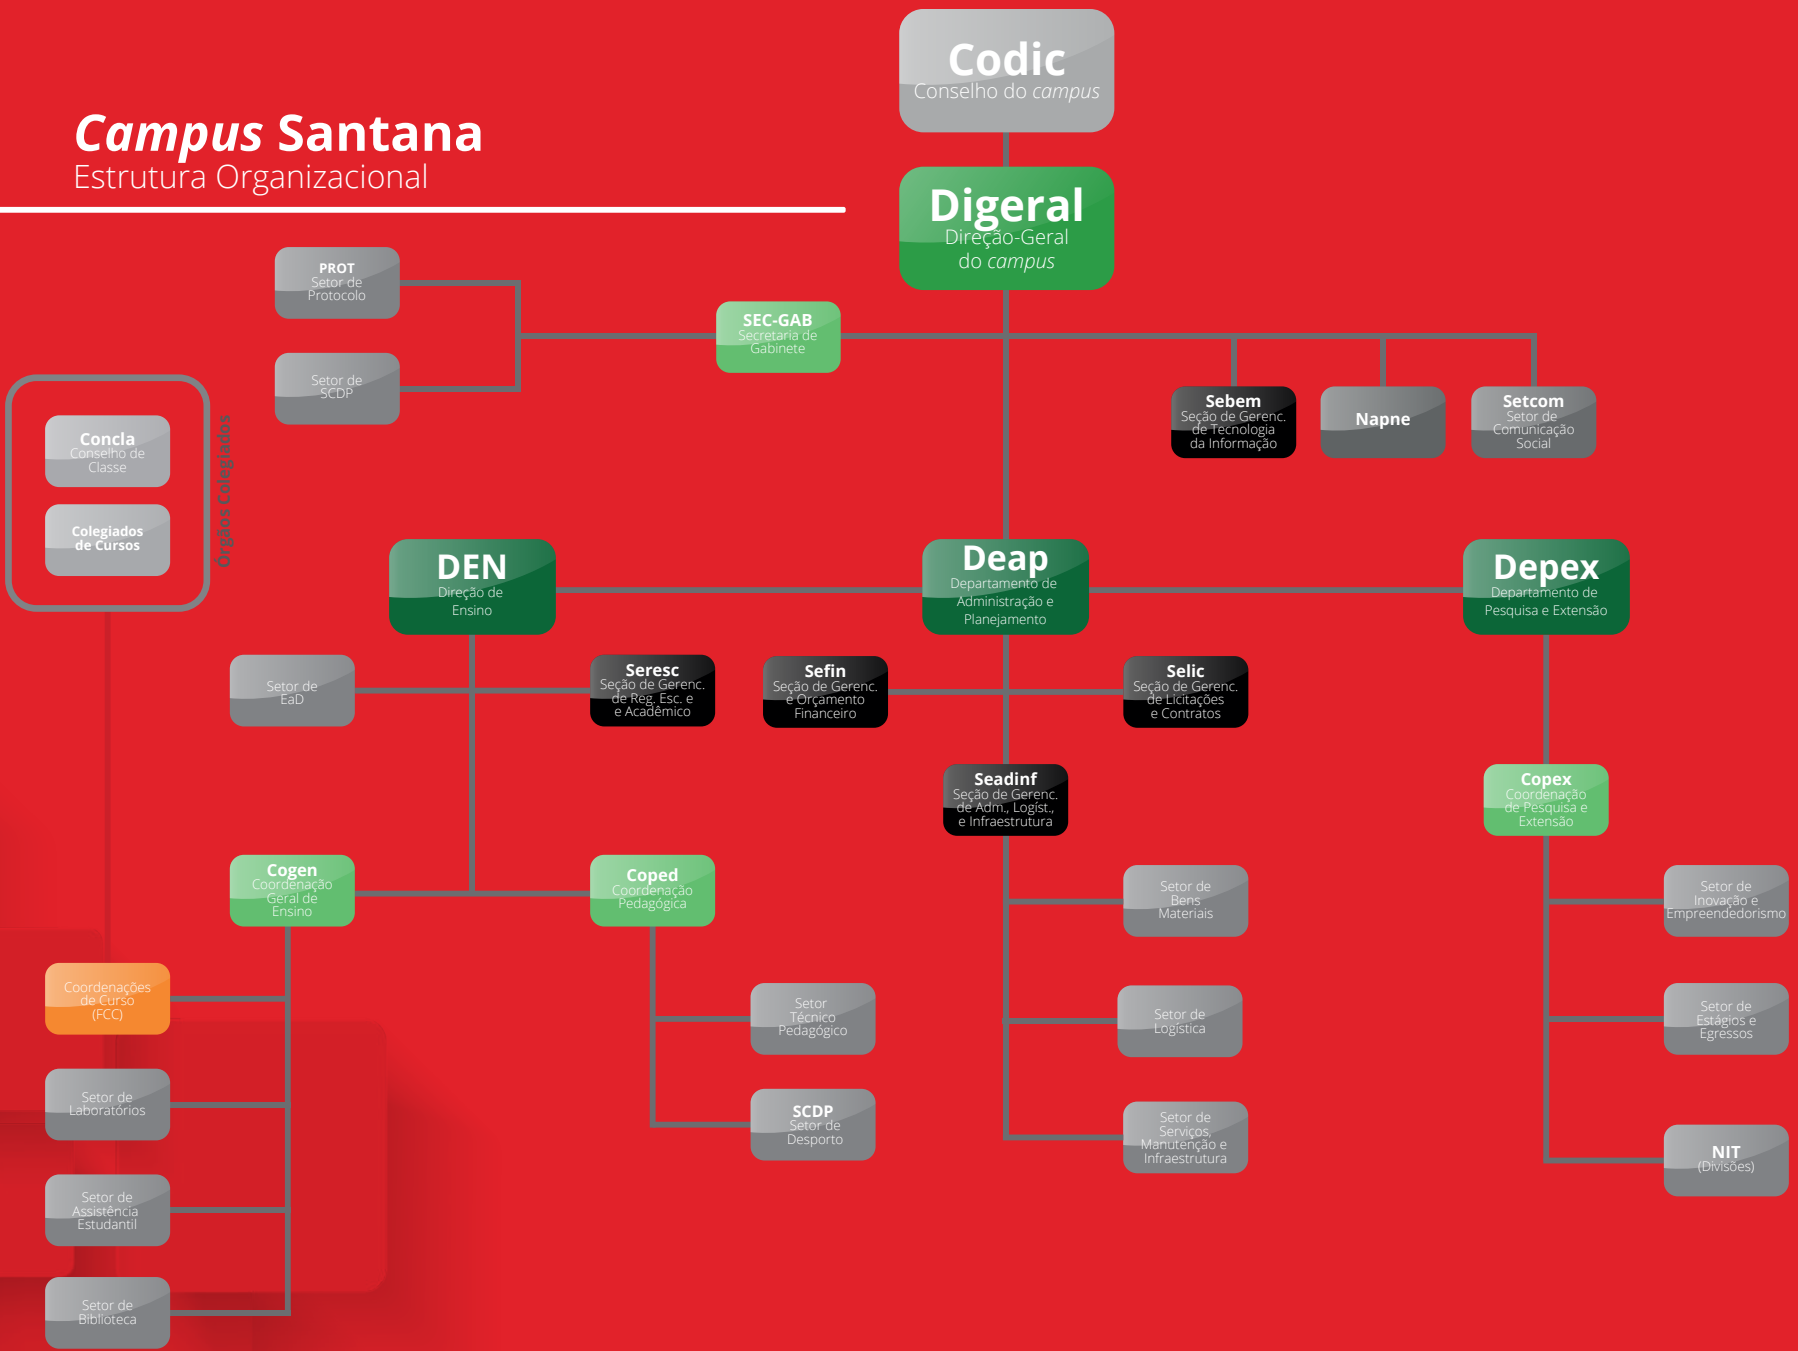 Codic
Conselho do campus
Campus Santana
Estrutura Organizacional
Digeral
Direção-Geral
do campus
PROT
Setor de
Protocolo
SEC-GAB
Secretaria de
Gabinete
Setor de
SCDP
Sebem
Seção de Gerenc.
de Tecnologia
da Informação
Napne
Setcom
Setor de
Comunicação
Social
Concla
Conselho de
Classe
Colegiados
de Cursos
Órgãos Colegiados
DEN
Direção de
Ensino
Deap
Departamento de
Administração e
Planejamento
Depex
Departamento de
Pesquisa e Extensão
Setor de
EaD
Seresc
Seção de Gerenc.
de Reg. Esc. e
e Acadêmico
Sefin
Seção de Gerenc.
e Orçamento
Financeiro
Selic
Seção de Gerenc.
de Licitações
e Contratos
Seadinf
Seção de Gerenc.
de Adm., Logíst.,
e Infraestrutura
Copex
Coordenação
de Pesquisa e
Extensão
Cogen
Coordenação
Geral de
Ensino
Coped
Coordenação
Pedagógica
Setor de
Bens
Materiais
Setor de
Inovação e
Empreendedorismo
Coordenações
de Curso
(FCC)
Setor
Técnico
Pedagógico
Setor de
Logística
Setor de
Estágios e
Egressos
Setor de
Laboratórios
SCDP
Setor de
Desporto
Setor de
Serviços,
Manutenção e
Infraestrutura
NIT
(Divisões)
Setor de
Assistência
Estudantil
Setor de
Biblioteca